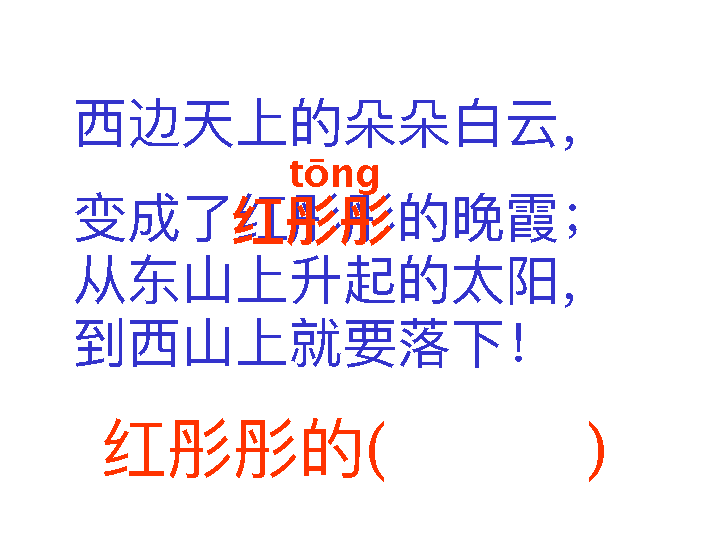 西边天上的朵朵白云，
tōng
变成了红彤彤的晚霞；
从东山上升起的太阳，
到西山上就要落下！
红彤彤的(          )